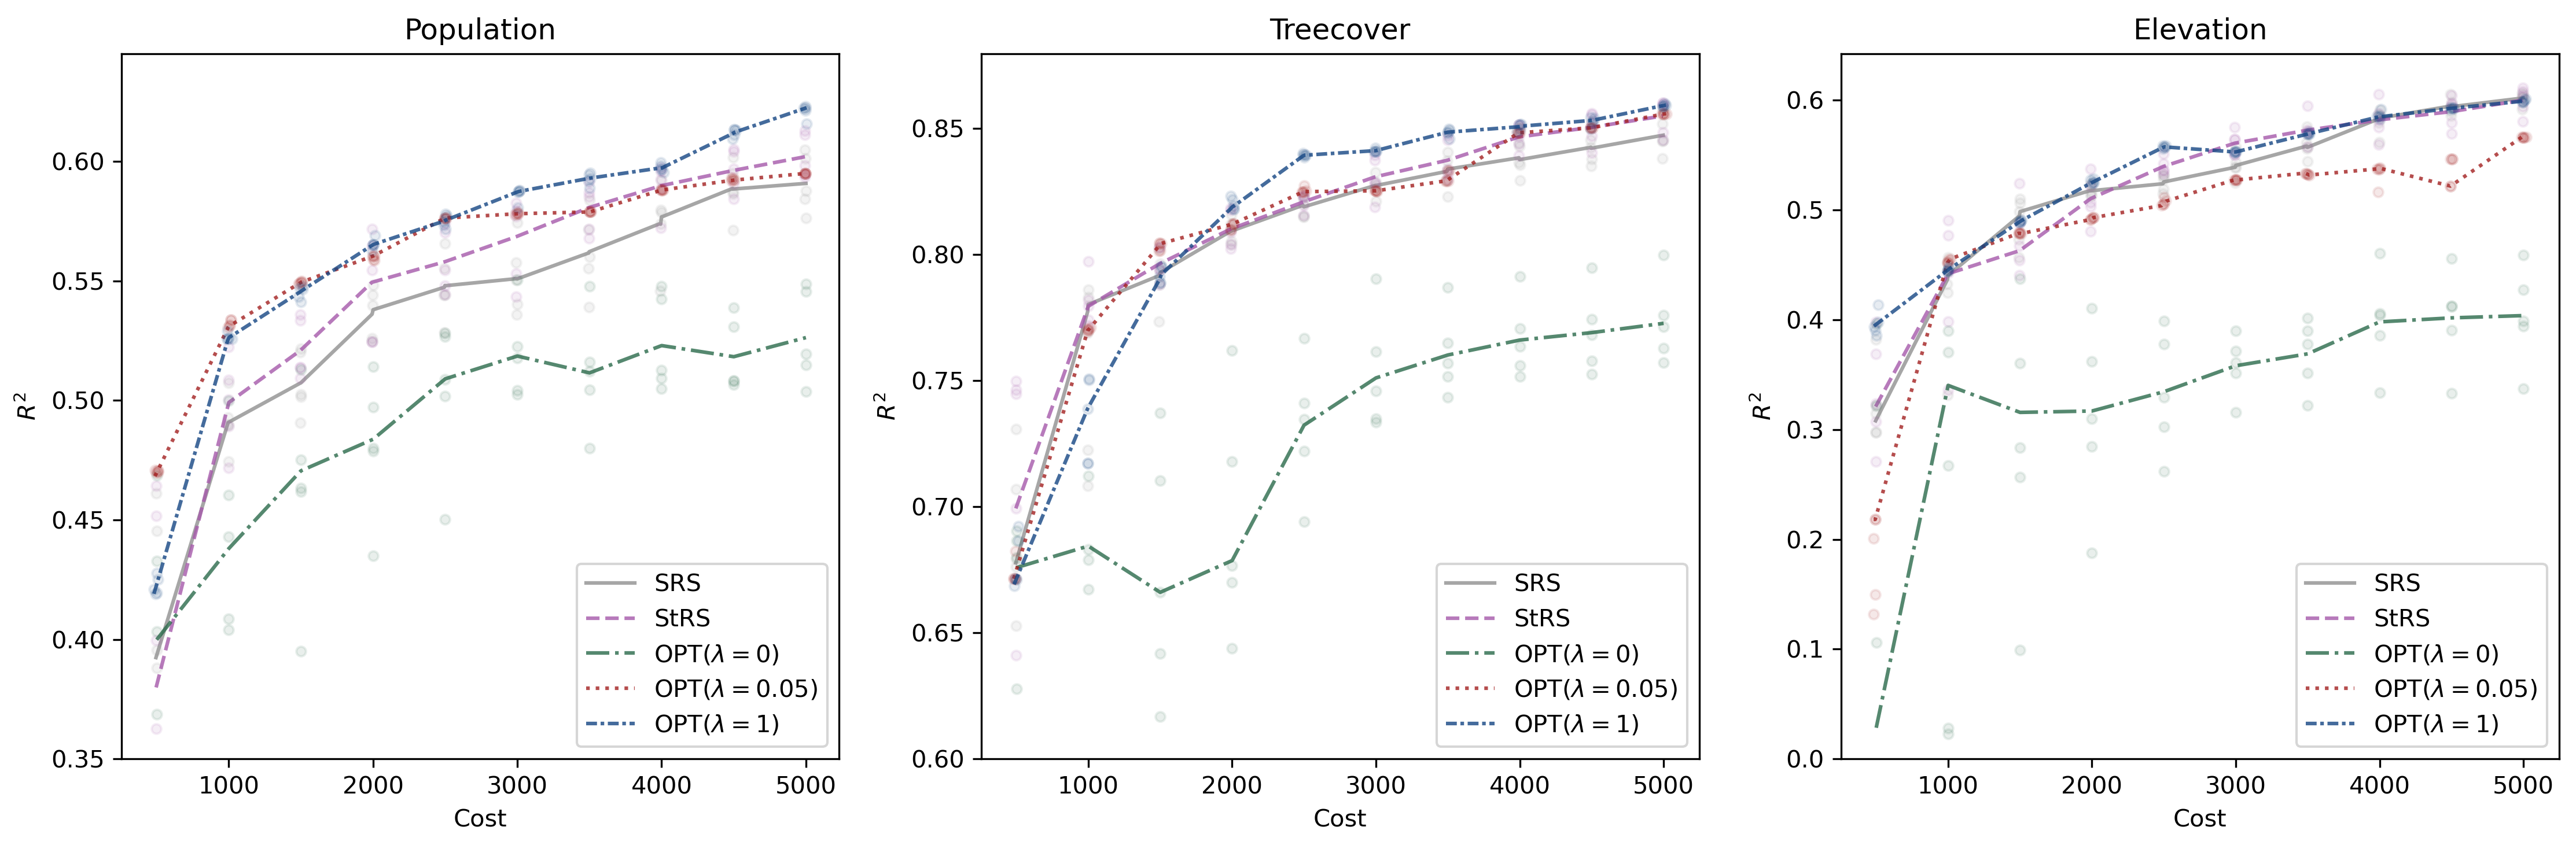 Population
0.60
0.55
0.50
0.45
0.40
0.35
R²
1000 2000 3000 4000 5000
Cost
SRS
StRS
OPT(λ = 0)
OPT(λ = 0.05)
OPT(λ = 1)
Treecover
0.85
0.80
0.75
0.70
0.65
0.60
R²
1000 2000 3000 4000 5000
Cost
SRS
StRS
OPT(λ = 0)
OPT(λ = 0.05)
OPT(λ = 1)
Elevation
0.6
0.5
0.4
0.3
0.2
0.1
0.0
R²
1000 2000 3000 4000 5000
Cost
SRS
StRS
OPT(λ = 0)
OPT(λ = 0.05)
OPT(λ = 1)